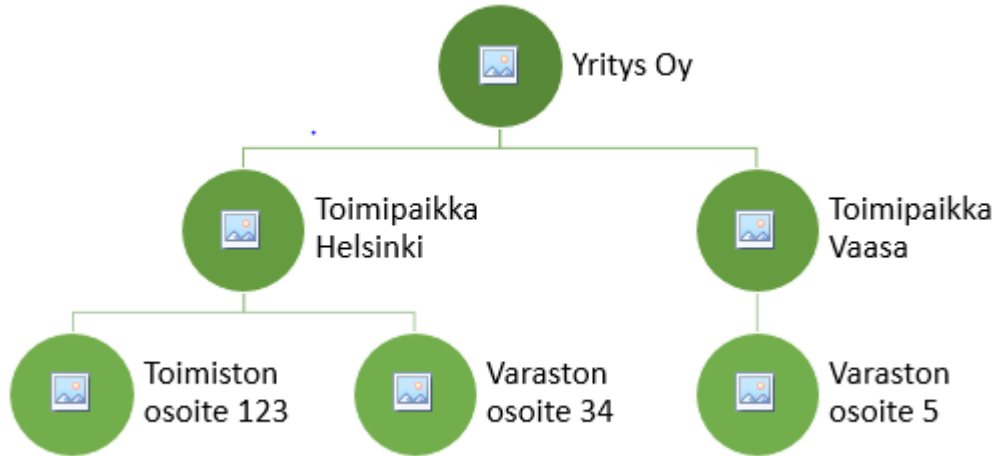 Yritys Oy
Toimipaikka
Helsinki
Toimipaikka
Vaasa
Toimiston
osoite 123
Varaston
osoite 34
Varaston
osoite 5